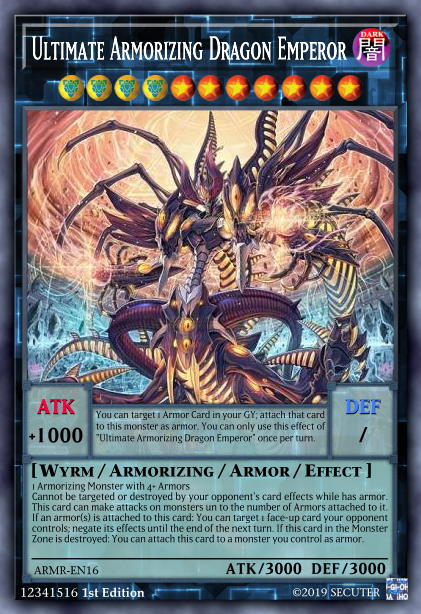 ULTIMATE ARMORIZING DRAGON EMPEROR
DARK
闇
ATK
+1000
You can target 1 Armor Card in your GY; attach that card
to this monster as armor. You can only use this effect of
"Ultimate Armorizing Dragon Emperor" once per turn.
DEF
/
[ WYRM / ARMORIZING / ARMOR / EFFECT ]
1 Armorizing Monster with 4+ Armors
Cannot be targeted or destroyed by your opponent's card effects while has armor.
This card can make attacks on monsters un to the number of Armors attached to it.
If an armor(s) is attached to this card: You can target 1 face-up card your opponent
controls; negate its effects until the end of the next turn. If this card in the Monster
Zone is destroyed: You can attach this card to a monster you control as armor.
ARMR-EN16
ATK/3000 DEF/3000
12341516 1st Edition
©2019 SECUTER